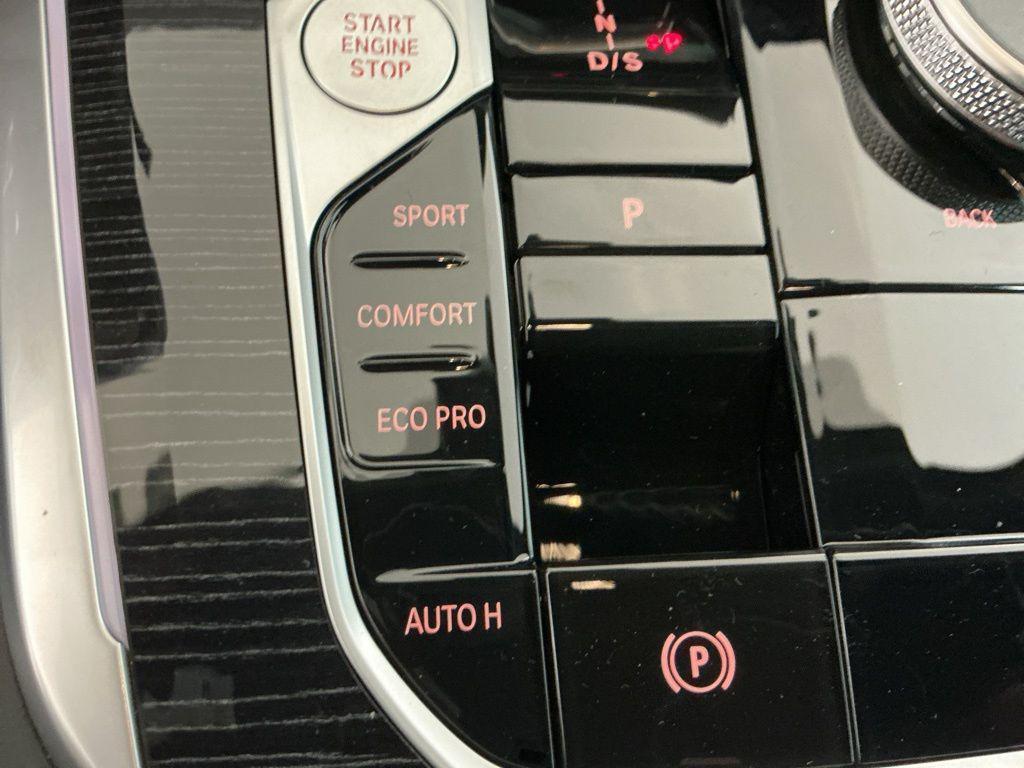 START
ENGINE
STOP
N
D/S
P
SPORT
BACK
COMFORT
ECO PRO
AUTO H
P